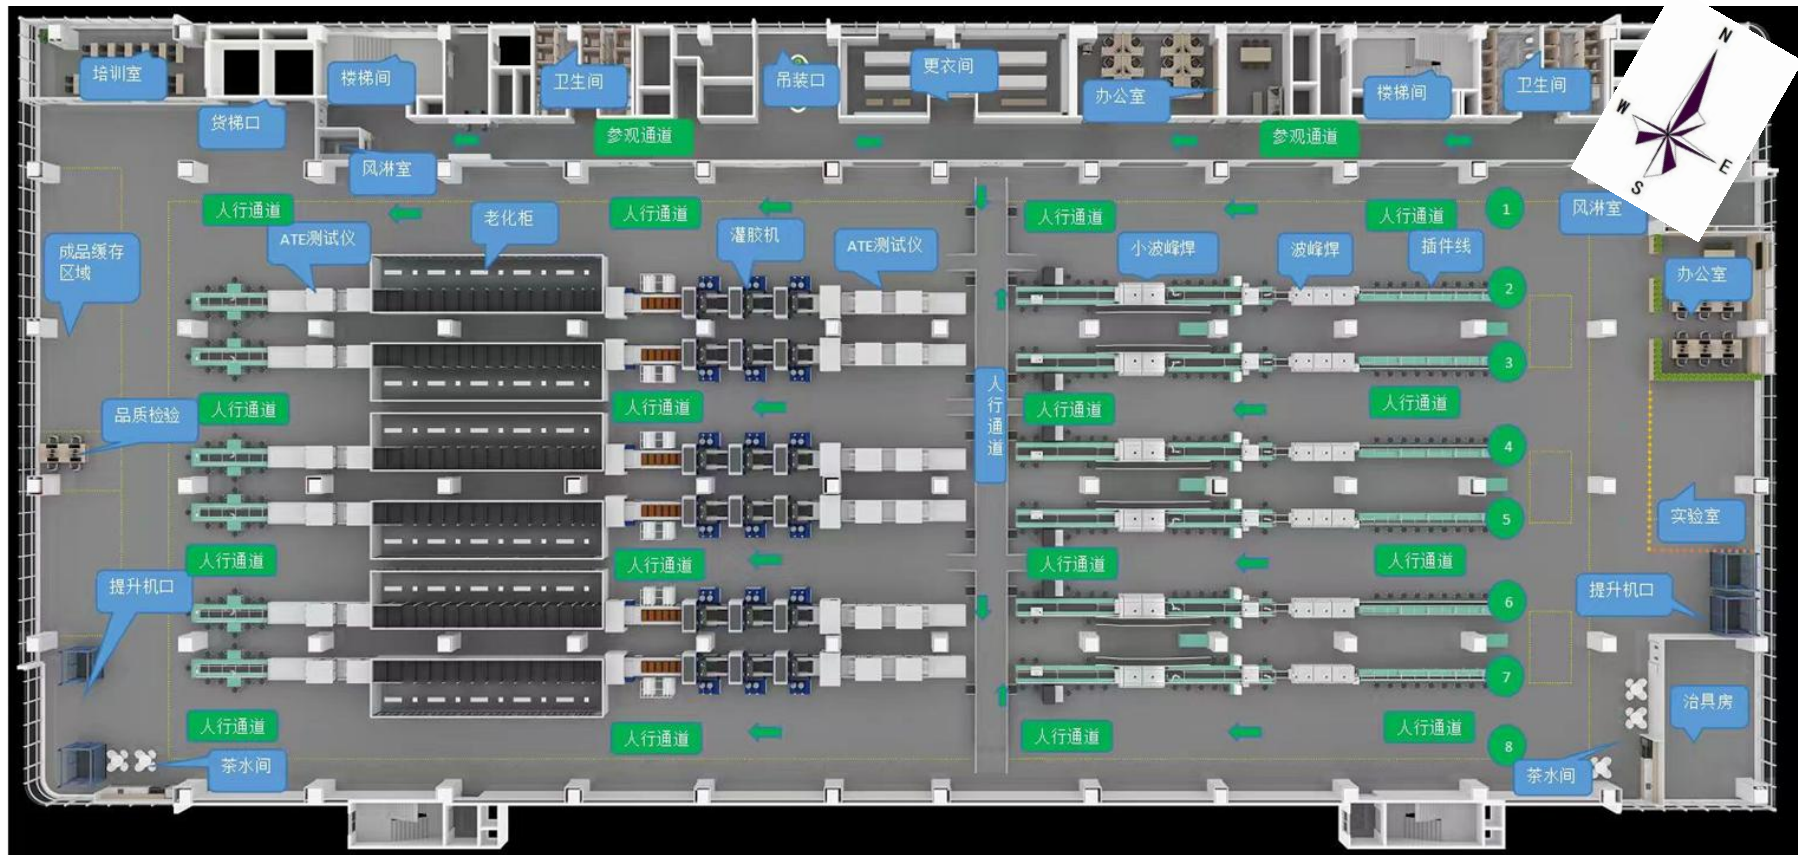 培训室
楼梯间
卫生间
吊装口
更衣间
办公室
楼梯间
卫生间
N
W
E
S
货梯口
参观通道
参观通道
风淋室
人行通道
老化柜
人行通道
人行通道
人行通道
1
风淋室
成品缓存
区域
ATE测试仪
灌胶机
ATE测试仪
小波峰焊
波峰焊
插件线
办公室
2
3
品质检验
人行通道
人行通道
人行通道
人行通道
人行通道
4
5
实验室
提升机口
人行通道
人行通道
人行通道
人行通道
提升机口
6
7
治具房
人行通道
人行通道
人行通道
人行通道
8
茶水间
茶水间